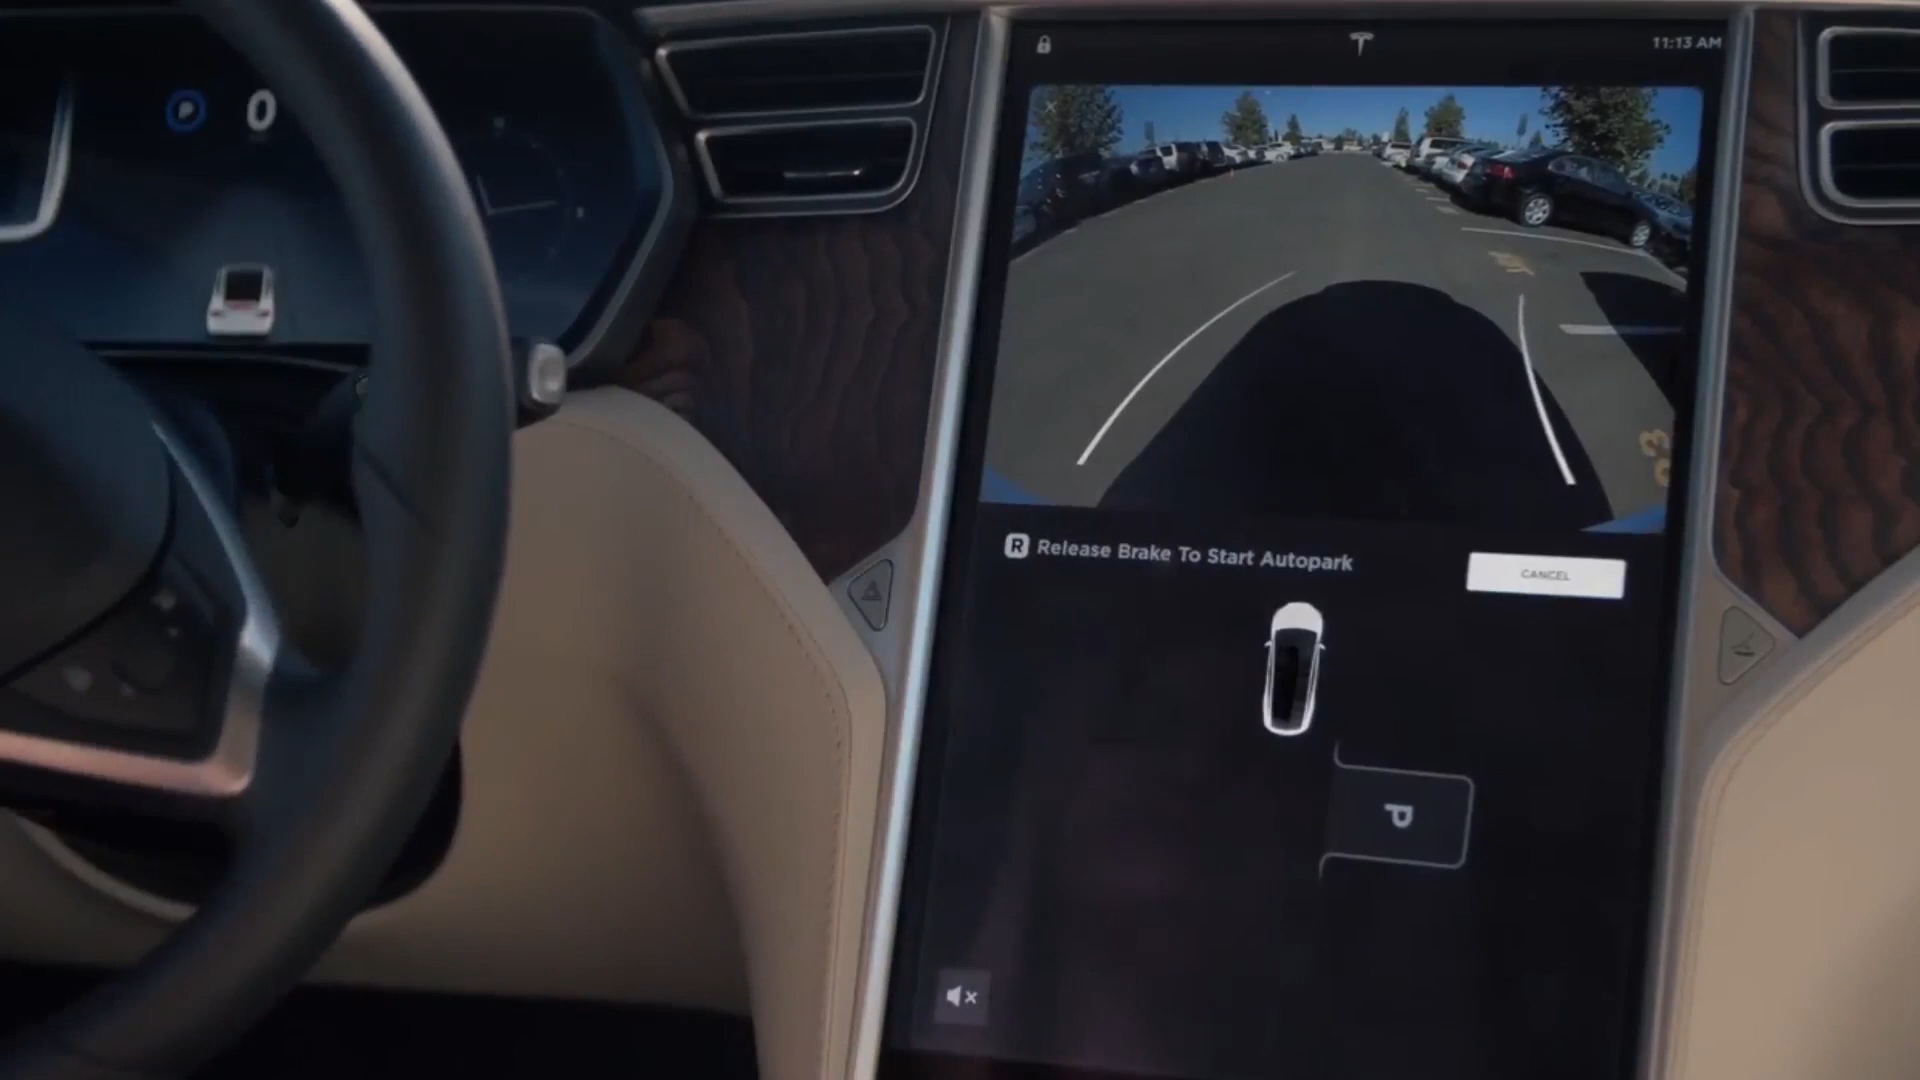 P 0
11:13 AM
R Release Brake To Start Autopark
CANCEL
P